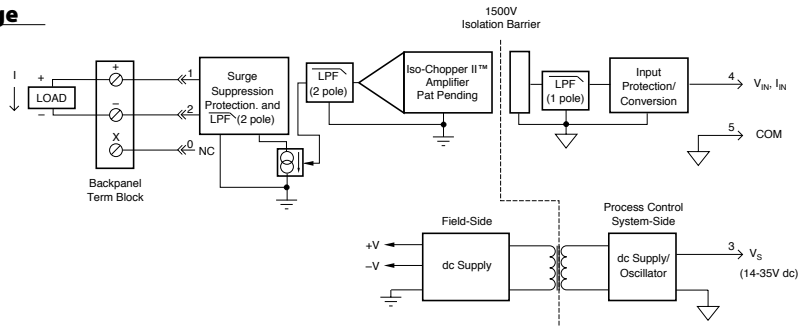 ge
1500V
Isolation Barrier
I
+
LOAD
–
+
–
X
Backpanel
Term Block
1
2
0
NC
Surge
Suppression
Protection. and
LPF (2 pole)
LPF
(2 pole)
Iso-Chopper II™
Amplifier
Pat Pending
LPF
(1 pole)
Input
Protection/
Conversion
4
VIN, IIN
5
COM
Field-Side
+V
–V
dc Supply
Process Control
System-Side
dc Supply/
Oscillator
3
VS
(14-35V dc)